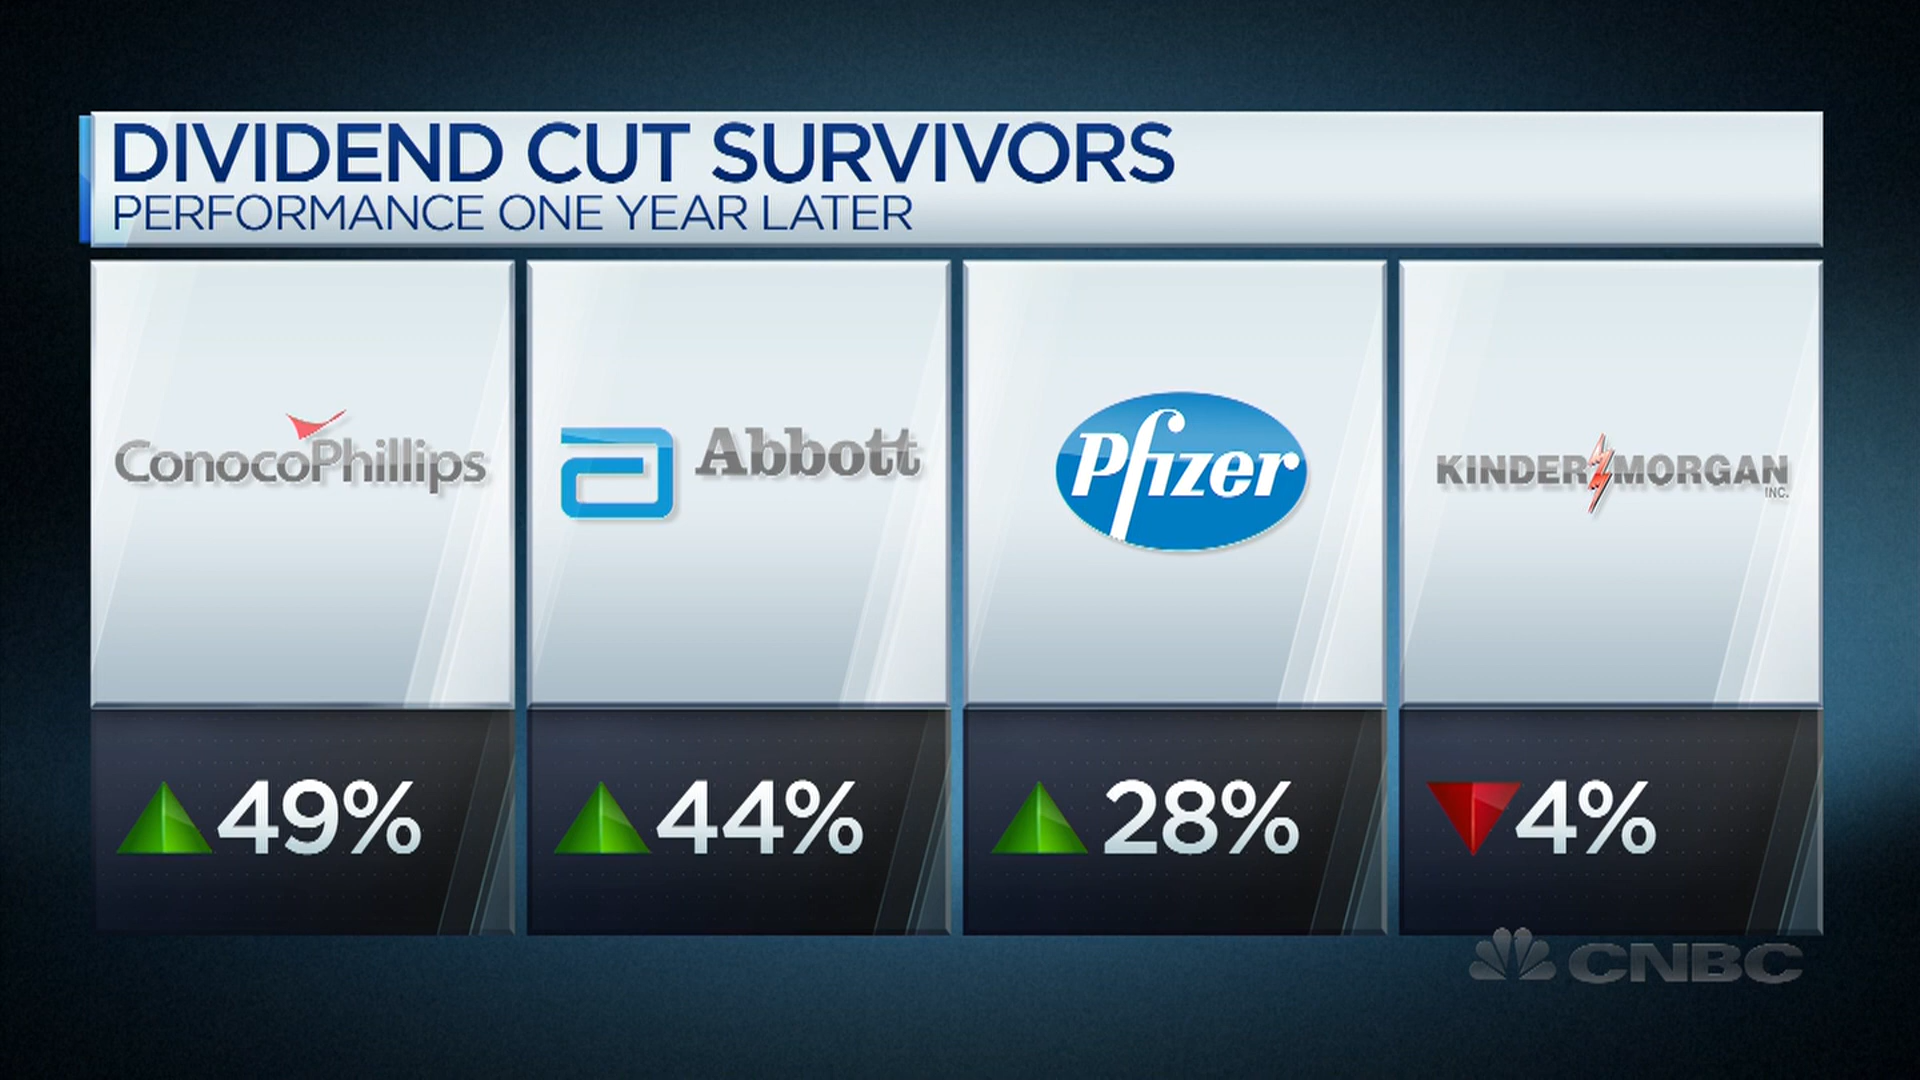 DIVIDEND CUT SURVIVORS
PERFORMANCE ONE YEAR LATER
ConocoPhillips
Abbott
Pfizer
KINDER MORGAN
INC.
49%
44%
28%
4%
CNBC